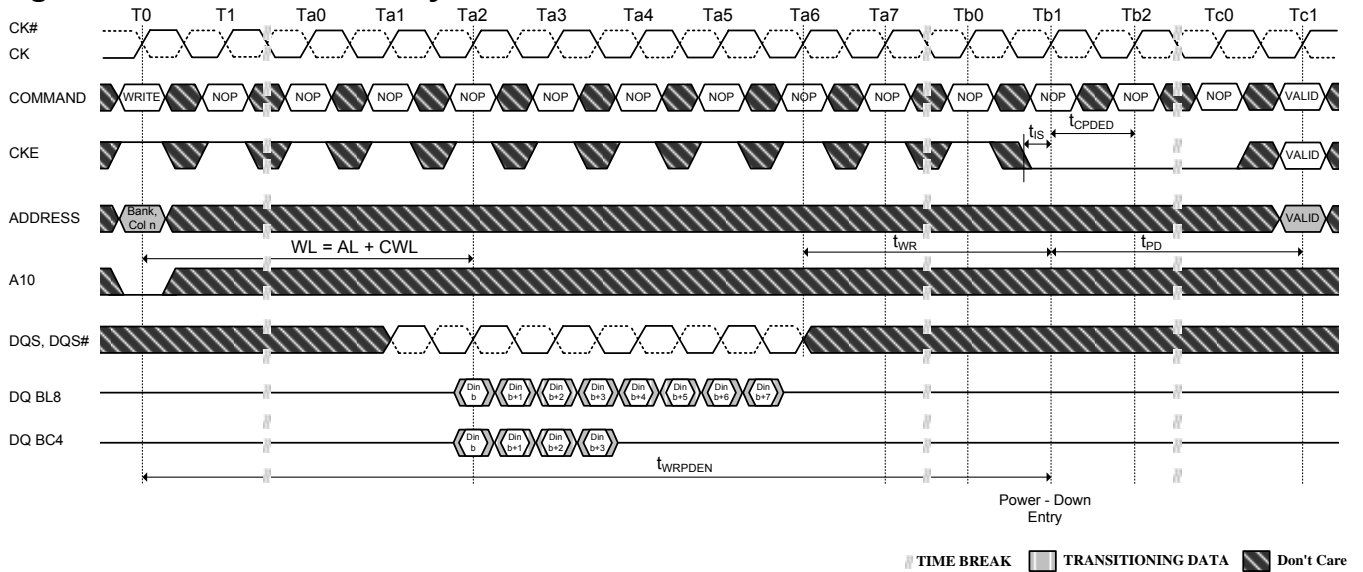 T0 T1 Ta0 Ta1 Ta2 Ta3 Ta4 Ta5 Ta6 Ta7 Tb0 Tb1 Tb2 Tc0 Tc1
CK#
CK
COMMAND WRITE NOP NOP NOP NOP NOP NOP NOP NOP NOP NOP NOP NOP NOP VALID
tIS tCPDED
CKE VALID
ADDRESS Bank, Col n VALID
WL = AL + CWL tWR tPD
A10
DQS, DQS#
DQ BL8 Din b Din b+1 Din b+2 Din b+3 Din b+4 Din b+5 Din b+6 Din b+7
DQ BC4 Din b Din b+1 Din b+2 Din b+3
tWRPDEN
Power - Down
Entry
TIME BREAK TRANSITIONING DATA Don't Care